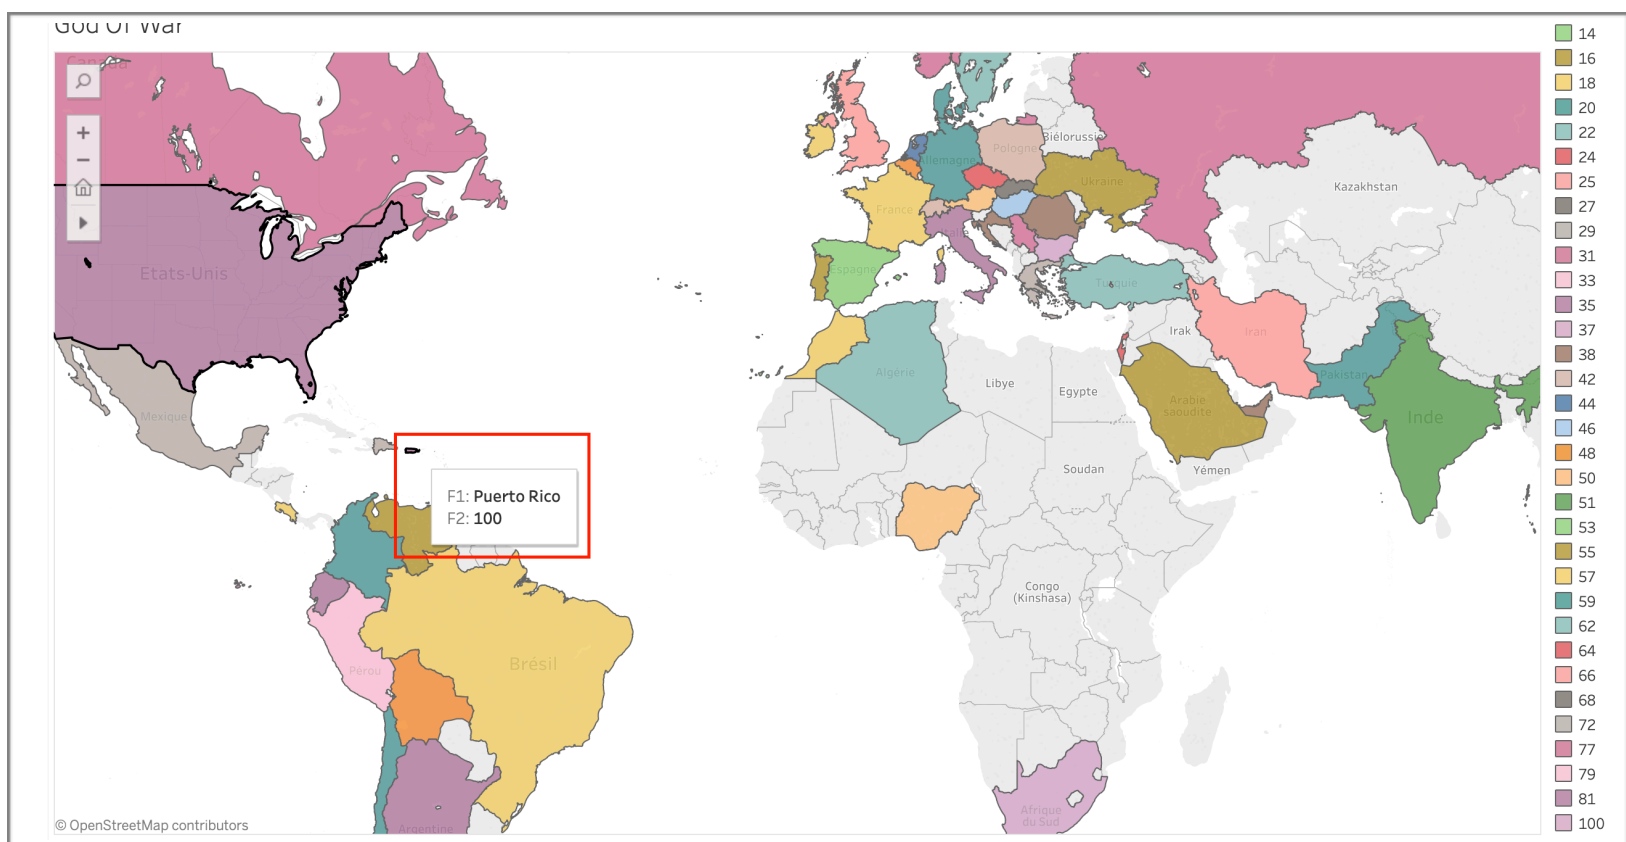 God Of War
Canada
Etats-Unis
Mexique
Pérou
Brésil
Argentine
F1: Puerto Rico
F2: 100
Allemagne
Pologne
Biélorussie
Ukraine
France
Italie
Espagne
Turquie
Kazakhstan
Irak
Iran
Pakistan
Inde
Algérie
Libye
Egypte
Arabie
saoudite
Soudan
Yémen
Congo
(Kinshasa)
Afrique
du Sud
© OpenStreetMap contributors
14
16
18
20
22
24
25
27
29
31
33
35
37
38
42
44
46
48
50
51
53
55
57
59
62
64
66
68
72
77
79
81
100